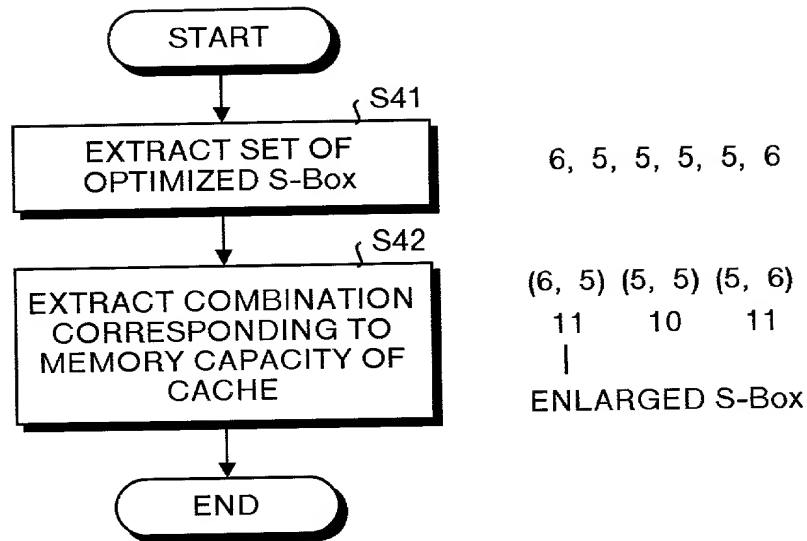 START
S41
EXTRACT SET OF
OPTIMIZED S-Box
6, 5, 5, 5, 5, 6
S42
EXTRACT COMBINATION
CORRESPONDING TO
MEMORY CAPACITY OF
CACHE
(6, 5) (5, 5) (5, 6)
11 10 11
ENLARGED S-Box
END